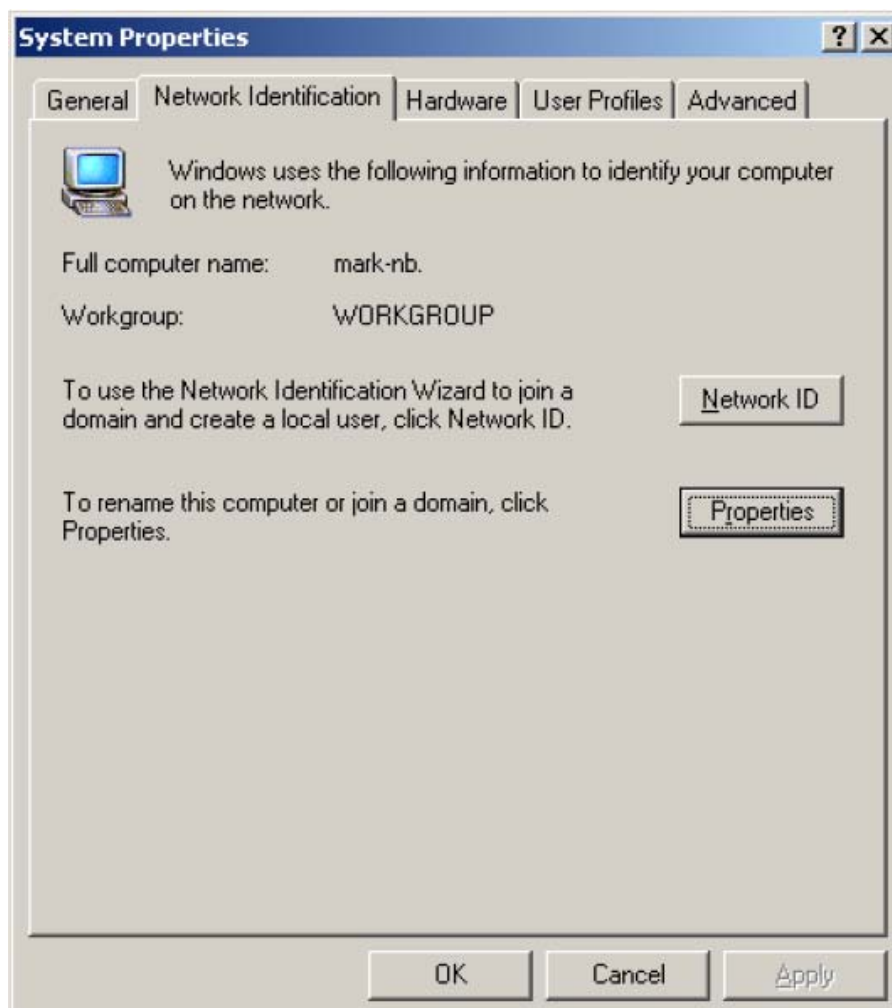 System Properties
General Network Identification Hardware User Profiles Advanced
Windows uses the following information to identify your computer
on the network.
Full computer name: mark-nb.
Workgroup: WORKGROUP
To use the Network Identification Wizard to join a
domain and create a local user, click Network ID.
Network ID
To rename this computer or join a domain, click
Properties.
Properties
OK Cancel Apply